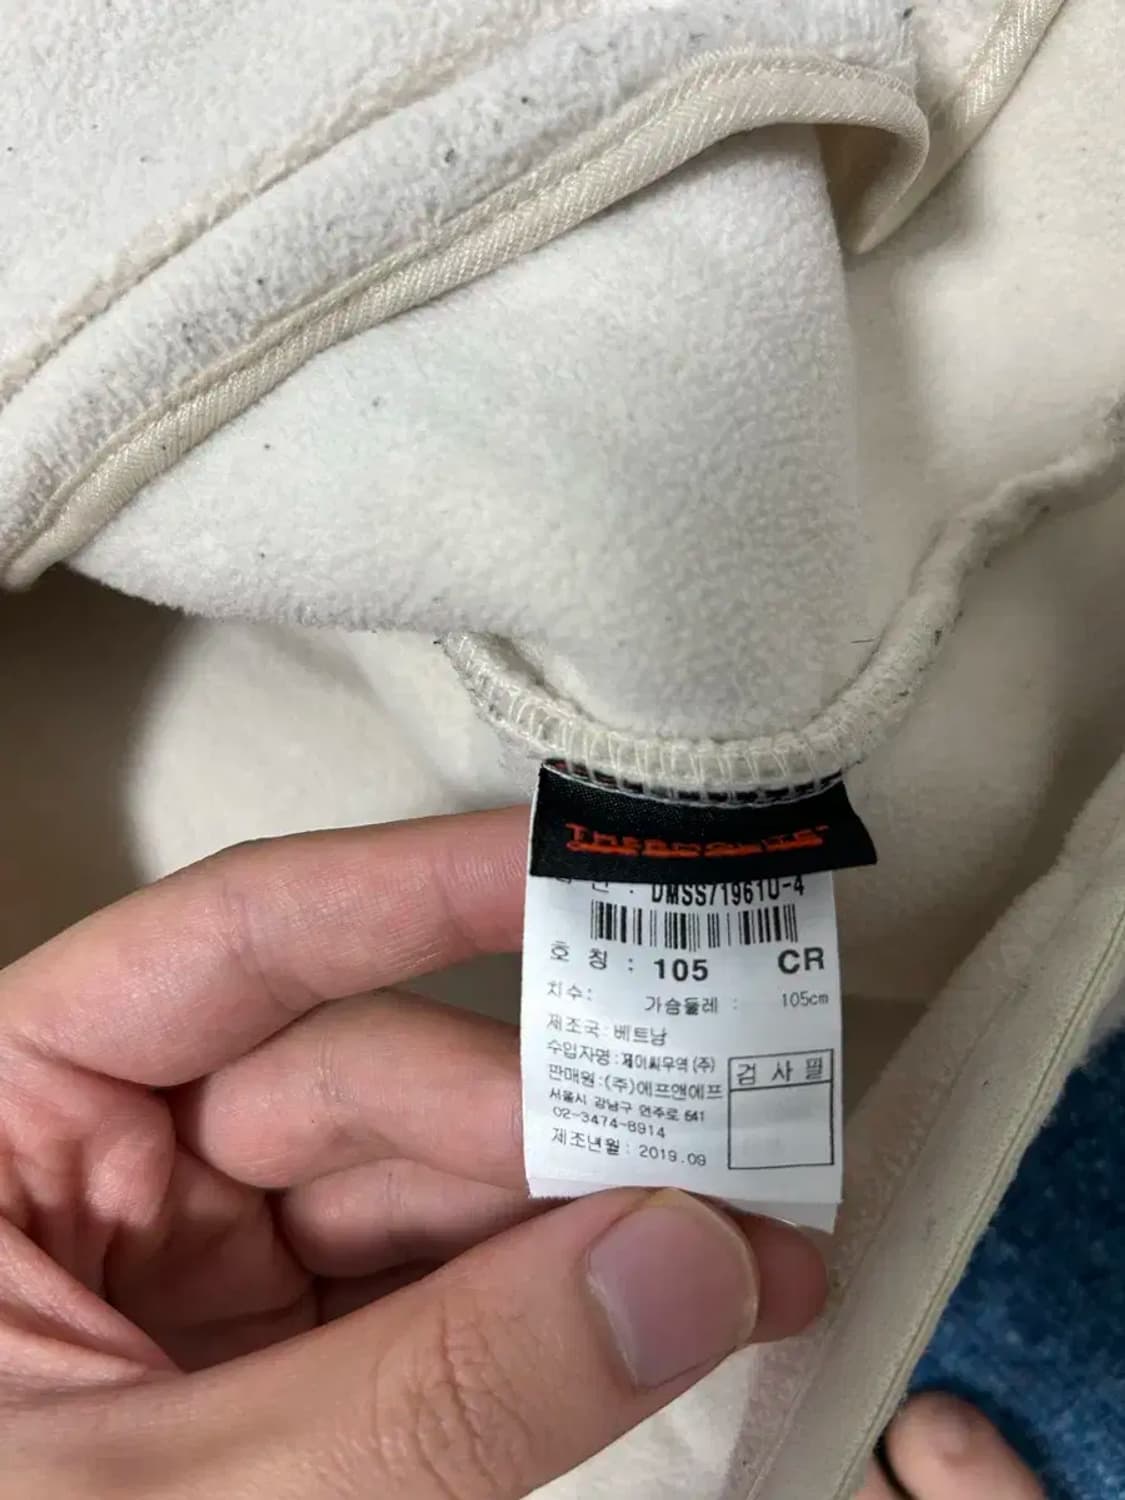 품 번 : DMSS71961U-4
호 칭 : 105 CR
치수: 가슴둘레 : 105cm
제조국: 베트남
수입자명 : 제이씨무역 (주)
판매원 : (주)에프앤에프
서울시 강남구 언주로 541
02-3474-8914
제조년월 : 2019.09
검 사 필